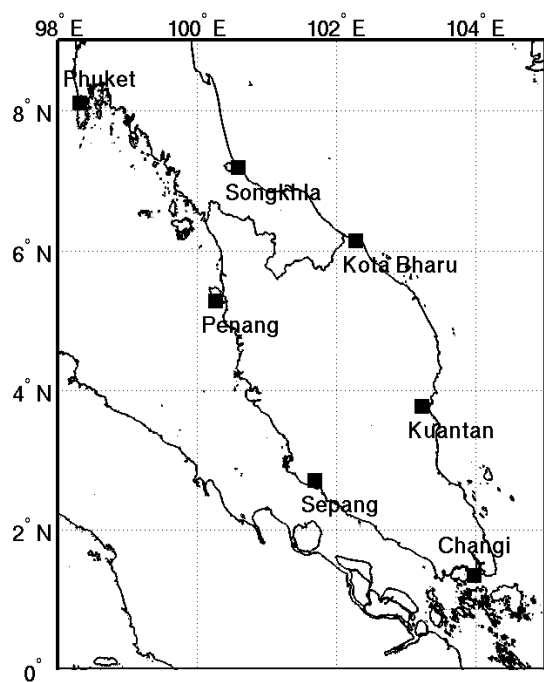 98° E 100° E 102° E 104° E
Phuket
8° N
Songkhla
6° N
Kota Bharu
Penang
4° N
Kuantan
Sepang
2° N
Changi
0°